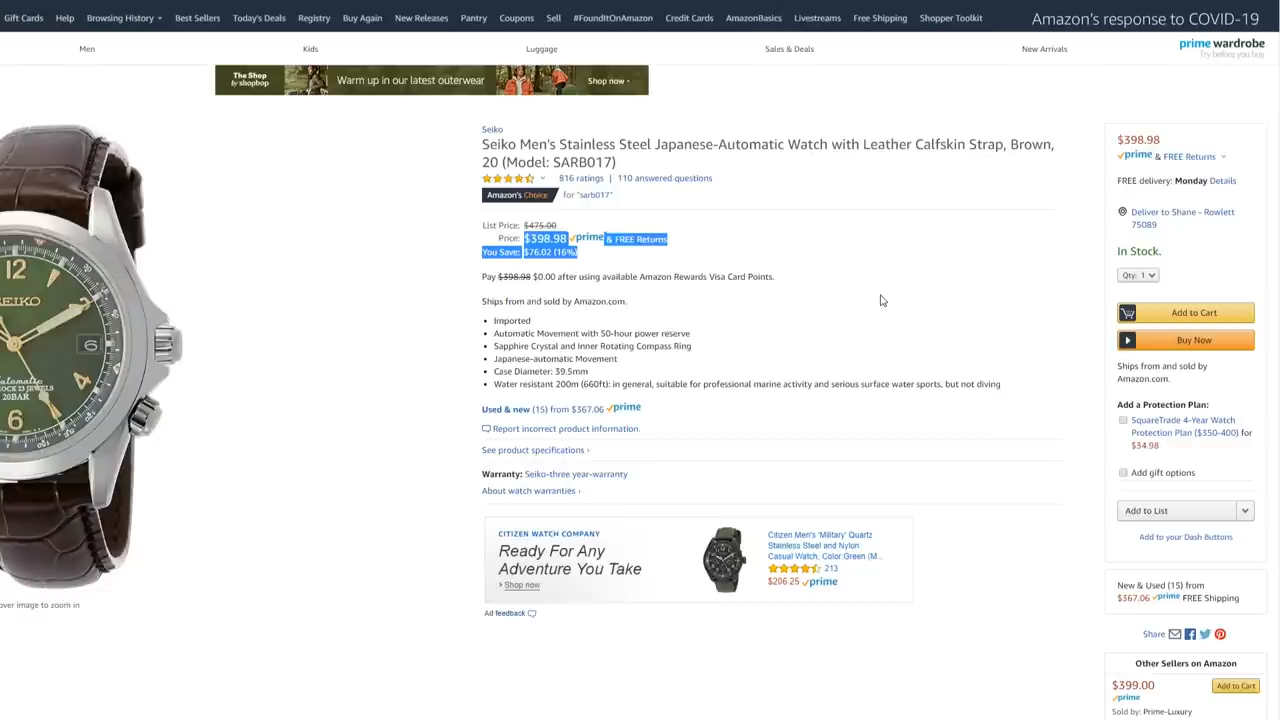 Gift Cards Help Browsing History Best Sellers Today's Deals Registry Buy Again New Releases Pantry Coupons Sell #FoundItOnAmazon Credit Cards AmazonBasics Livestreams Free Shipping Shopper Toolkit Amazon's response to COVID-19
Men Kids Luggage Sales & Deals New Arrivals prime wardrobe
Try before you buy
The Shop
by shopbop
Warm up in our latest outerwear
Shop now
Seiko
Seiko Men's Stainless Steel Japanese-Automatic Watch with Leather Calfskin Strap, Brown,
20 (Model: SARB017)
816 ratings | 110 answered questions
Amazon's Choice for "sarb017"
List Price: $475.00
Price: $398.98 prime & FREE Returns
You Save: $76.02 (16%)
Pay $398.98 $0.00 after using available Amazon Rewards Visa Card Points.
Ships from and sold by Amazon.com.
• Imported
• Automatic Movement with 50-hour power reserve
• Sapphire Crystal and Inner Rotating Compass Ring
• Japanese-automatic Movement
• Case Diameter: 39.5mm
• Water resistant 200m (660ft): in general, suitable for professional marine activity and serious surface water sports, but not diving
Used & new (15) from $367.06 prime
Report incorrect product information.
See product specifications ›
Warranty: Seiko-three year-warranty
About watch warranties ›
CITIZEN WATCH COMPANY
Ready For Any
Adventure You Take
› Shop now
Citizen Men's 'Military' Quartz
Stainless Steel and Nylon
Casual Watch, Color:Green (M...
213
$206.25 prime
Ad feedback
12
2
4
6
6
SEIKO
Automatic
23 JEWELS
20BAR
over image to zoom in
$398.98
prime & FREE Returns
FREE delivery: Monday Details
Deliver to Shane - Rowlett
75089
In Stock.
Qty: 1
Add to Cart
Buy Now
Ships from and sold by
Amazon.com.
Add a Protection Plan:
SquareTrade 4-Year Watch
Protection Plan ($350-400) for
$34.98
Add gift options
Add to List
Add to your Dash Buttons
New & Used (15) from
$367.06 prime FREE Shipping
Share
Other Sellers on Amazon
$399.00 Add to Cart
prime
Sold by: Prime-Luxury